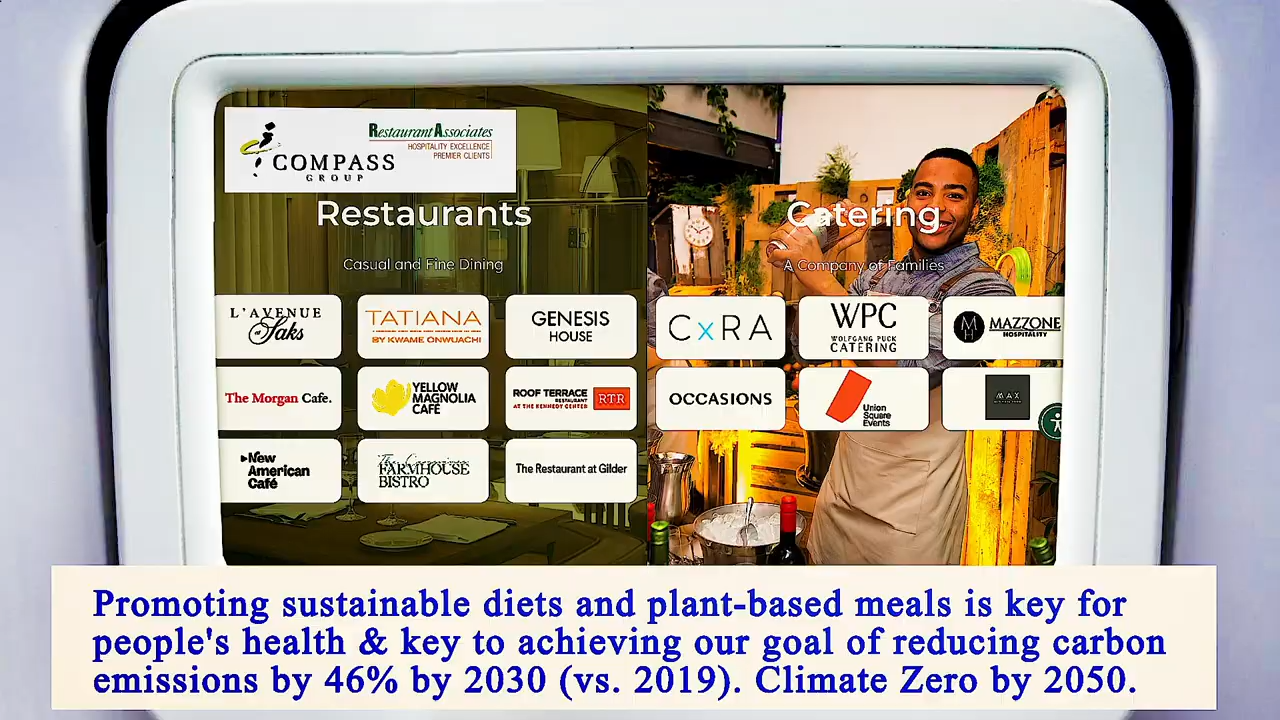 COMPASS
GROUP
Restaurant Associates
HOSPITALITY EXCELLENCE
PREMIER CLIENTS
Restaurants
Casual and Fine Dining
L'AVENUE
Saks
TATIANA
BY KWAME ONWUACHI
GENESIS
HOUSE
The Morgan Cafe.
YELLOW
MAGNOLIA
CAFÉ
ROOF TERRACE
RESTAURANT
AT THE KENNEDY CENTER
RTR
New
American
Café
FARMHOUSE
BISTRO
The Restaurant at Gilder
Catering
A Company of Families
CxRA
WPC
WOLFGANG PUCK
CATERING
MH
MAZZONE
HOSPITALITY
OCCASIONS
Union
Square
Events
MAX
Promoting sustainable diets and plant-based meals is key for
people's health & key to achieving our goal of reducing carbon
emissions by 46% by 2030 (vs. 2019). Climate Zero by 2050.